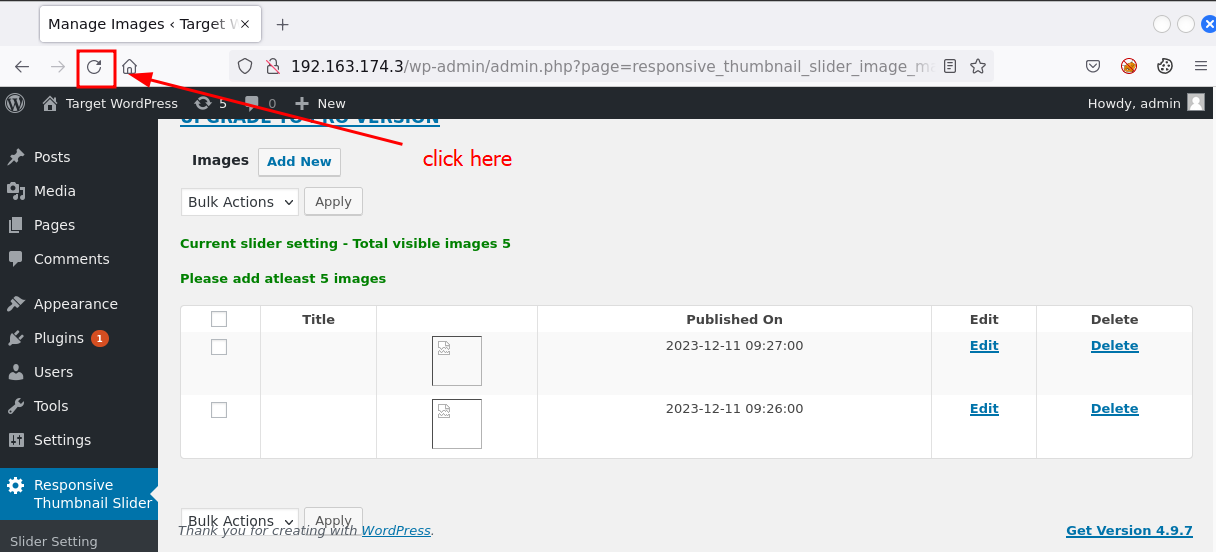 Manage Images ‹ Target W
192.163.174.3/wp-admin/admin.php?page=responsive_thumbnail_slider_image_ma
Target WordPress 5 0 New Howdy, admin
UPGRADE TO PRO VERSION
Images Add New
click here
Bulk Actions Apply
Current slider setting - Total visible images 5
Please add atleast 5 images
Title Published On Edit Delete
2023-12-11 09:27:00 Edit Delete
2023-12-11 09:26:00 Edit Delete
Bulk Actions Apply
Thank you for creating with WordPress.
Get Version 4.9.7
Posts
Media
Pages
Comments
Appearance
Plugins 1
Users
Tools
Settings
Responsive
Thumbnail Slider
Slider Setting